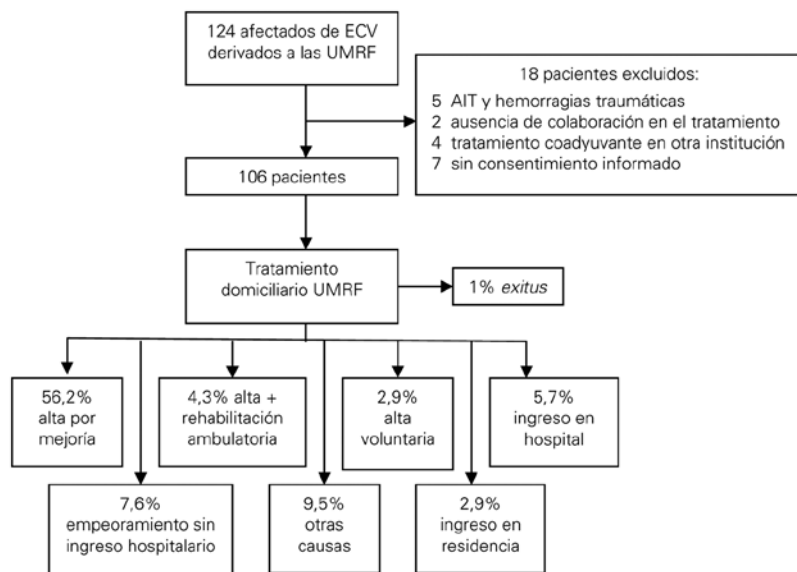 124 afectados de ECV
derivados a las UMRF
18 pacientes excluidos:
5 AIT y hemorragias traumáticas
2 ausencia de colaboración en el tratamiento
4 tratamiento coadyuvante en otra institución
7 sin consentimiento informado
106 pacientes
Tratamiento
domiciliario UMRF
1% exitus
56,2%
alta por
mejoría
4,3% alta +
rehabilitación
ambulatoria
2,9%
alta
voluntaria
5,7%
ingreso en
hospital
7,6%
empeoramiento sin
ingreso hospitalario
9,5%
otras
causas
2,9%
ingreso en
residencia